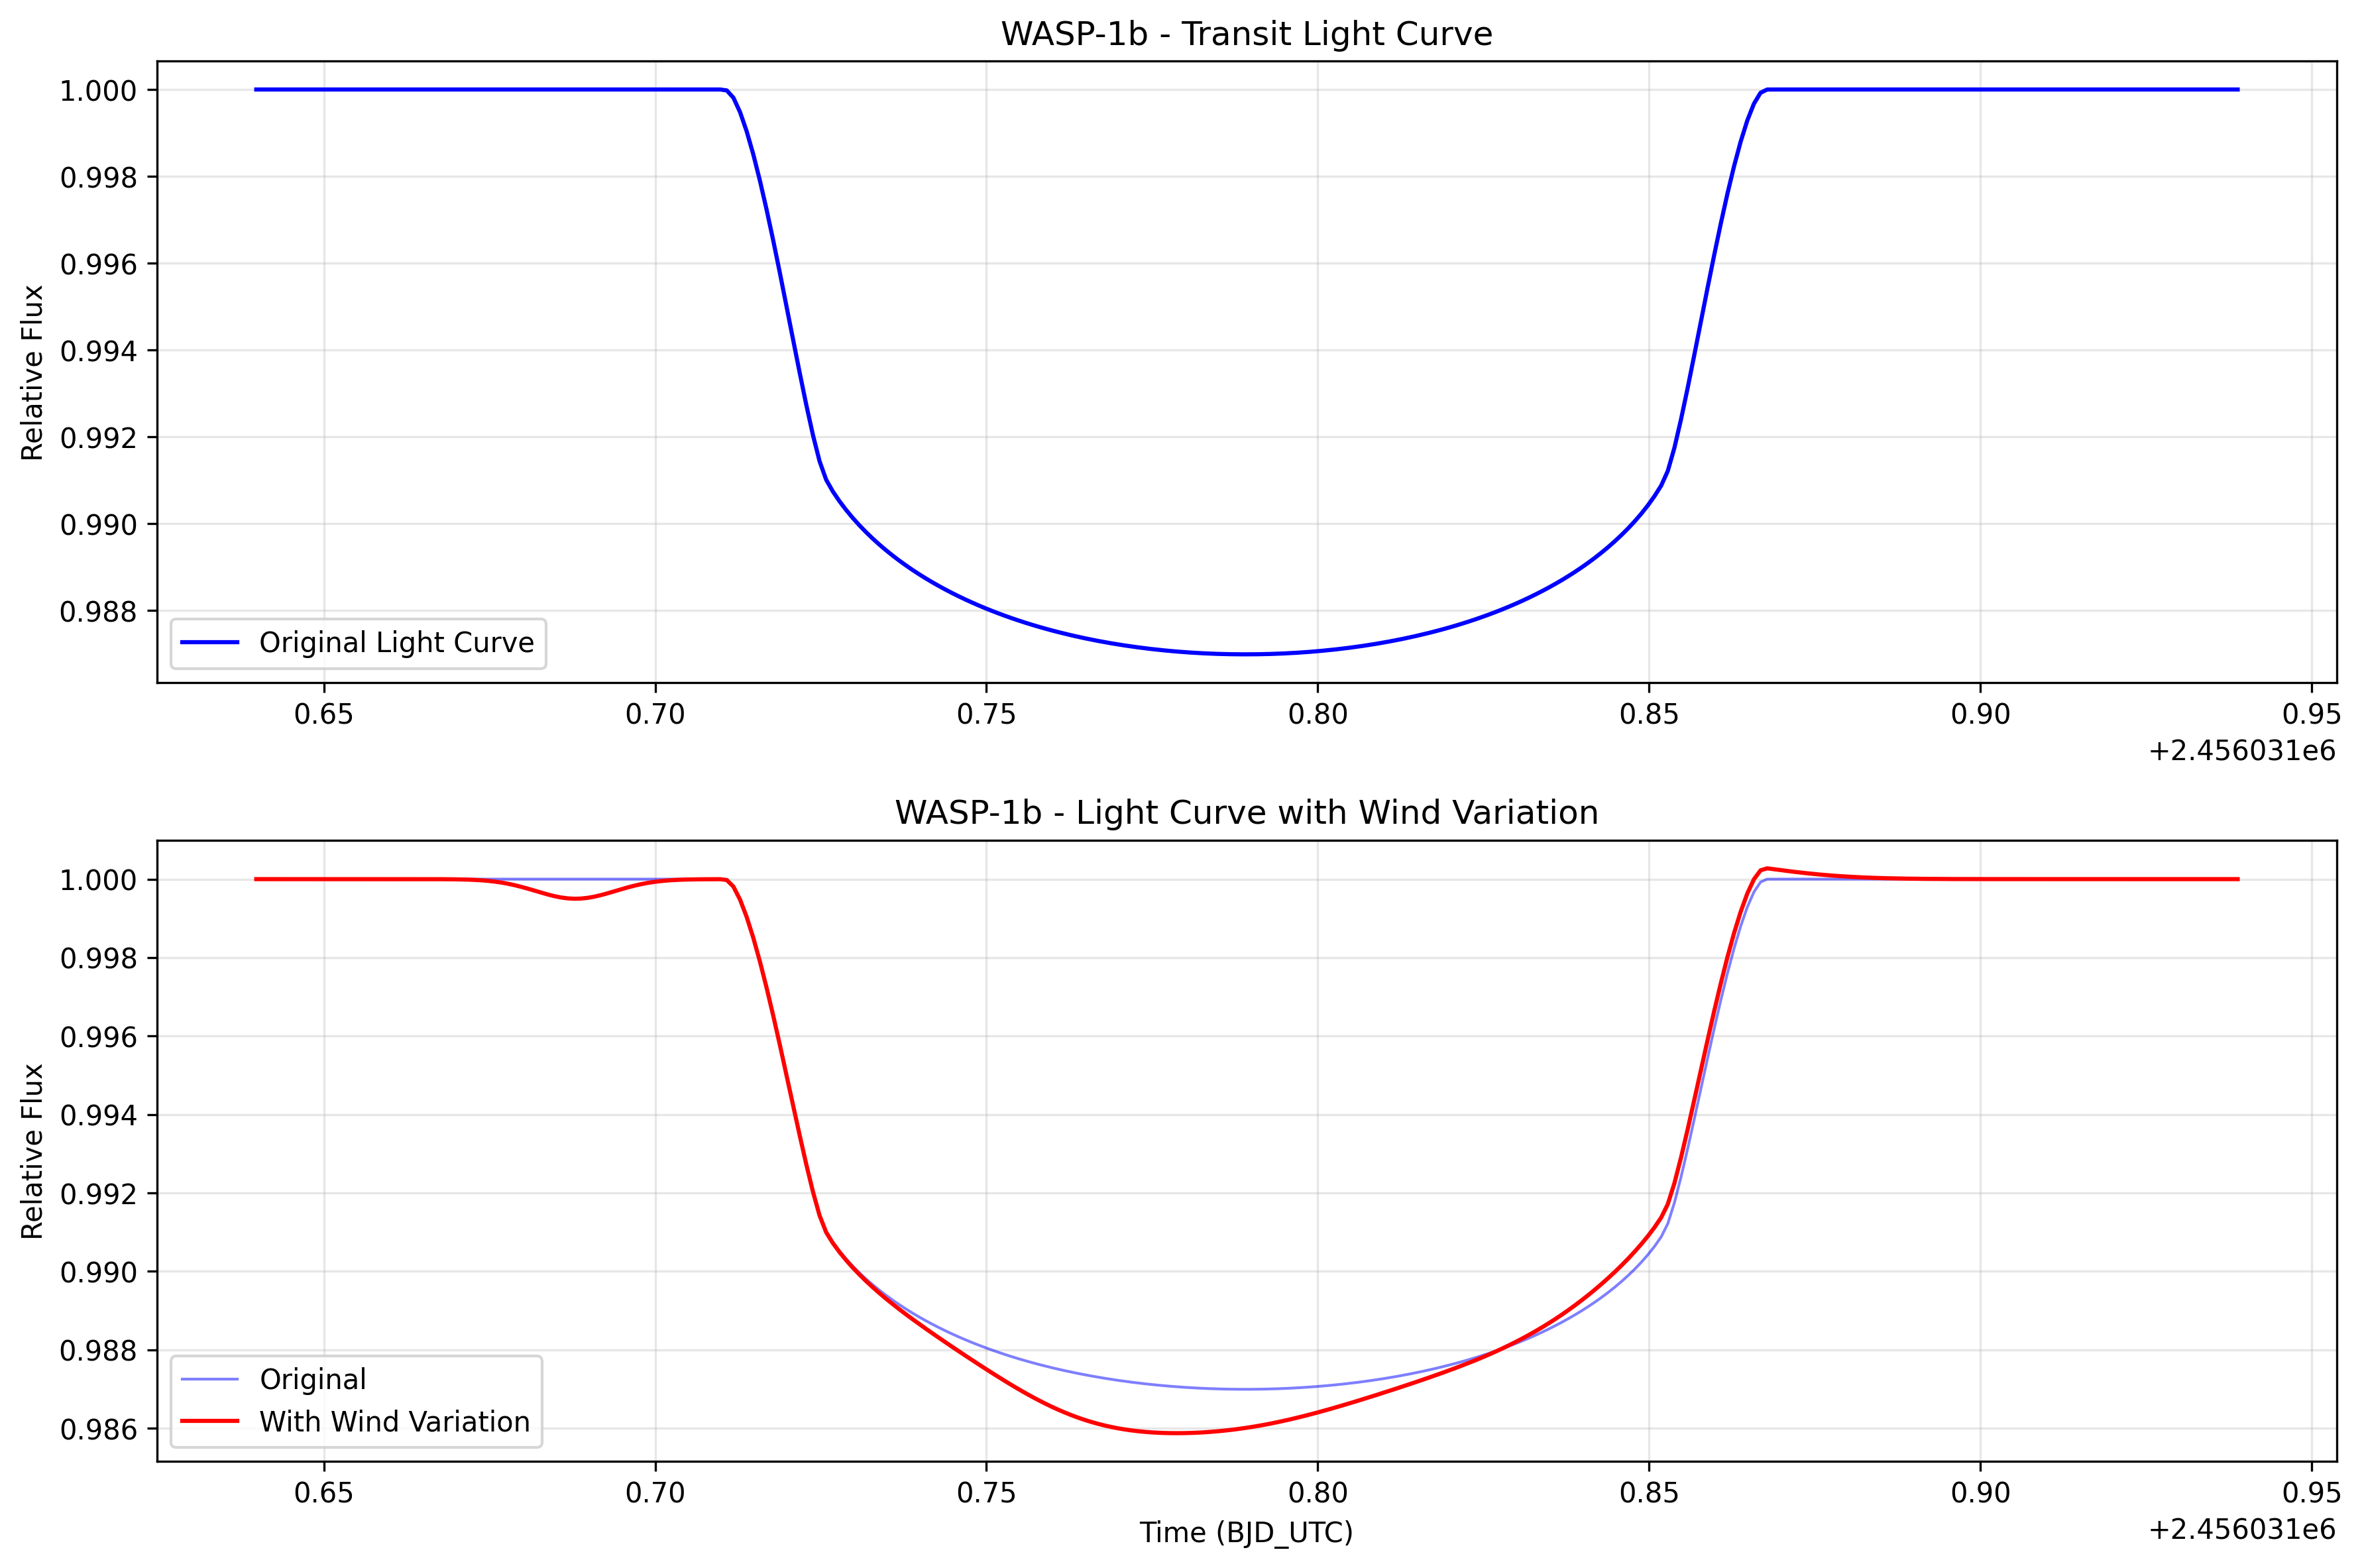 WASP-1b - Transit Light Curve
Relative Flux
1.000
0.998
0.996
0.994
0.992
0.990
0.988
Original Light Curve
0.65 0.70 0.75 0.80 0.85 0.90 0.95
+2.456031e6
WASP-1b - Light Curve with Wind Variation
Relative Flux
1.000
0.998
0.996
0.994
0.992
0.990
0.988
0.986
Original
With Wind Variation
0.65 0.70 0.75 0.80 0.85 0.90 0.95
Time (BJD_UTC)
+2.456031e6